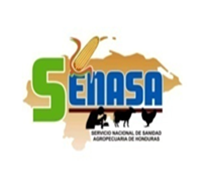 SENASA
SERVICIO NACIONAL DE SANIDAD
AGROPECUARIA DE HONDURAS